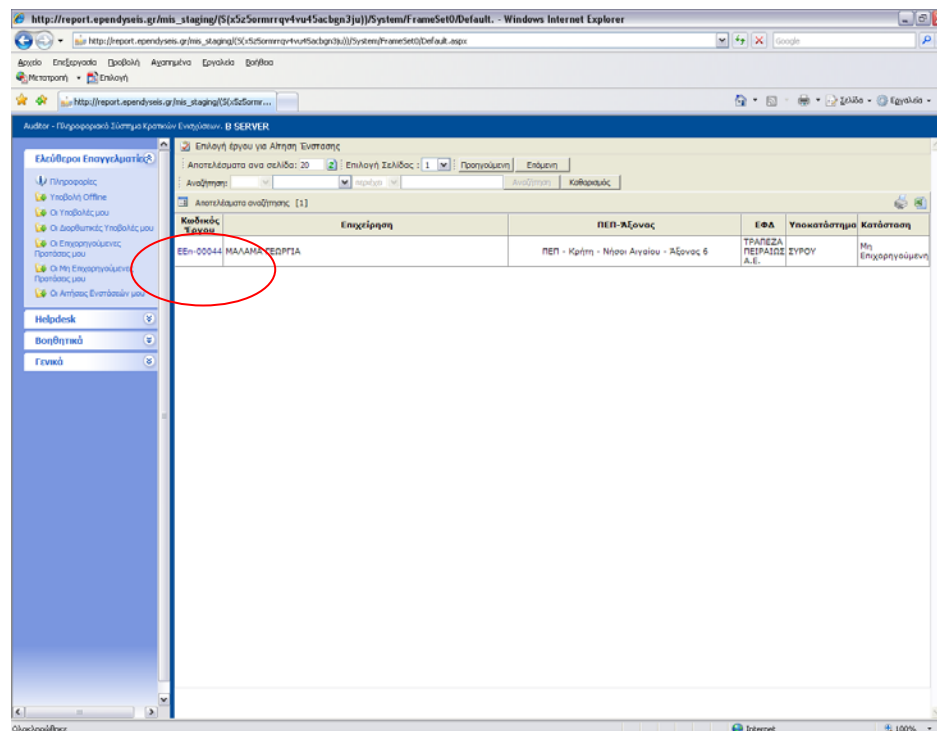 http://report.ependyseis.gr/mis_staging/(S(x5z5ormrrqv4vu45acbgn3ju))/System/FrameSet0/Default. - Windows Internet Explorer
http://report.ependyseis.gr/mis_staging/(S(x5z5ormrrqv4vu45acbgn3ju))/System/FrameSet0/Default.aspx
Google
Αρχείο Επεξεργασία Προβολή Αγαπημένα Εργαλεία Βοήθεια
Μετατροπή Επιλογή
http://report.ependyseis.gr/mis_staging/(S(x5z5ormr...
Σελίδα Εργαλεία
Auditor - Πληροφοριακό Σύστημα Κρατικών Ενισχύσεων. B SERVER
Ελεύθεροι Επαγγελματίες
Πληροφορίες
Υποβολή Offline
Οι Υποβολές μου
Οι Διορθωτικές Υποβολές μου
Οι Επιχορηγούμενες
Προτάσεις μου
Οι Μη Επιχορηγούμενες
Προτάσεις μου
Οι Αιτήσεις Ενστάσεών μου
Helpdesk
Βοηθητικά
Γενικά
Επιλογή έργου για Αίτηση Ένστασης
Αποτελέσματα ανα σελίδα: 20 Επιλογή Σελίδας : 1 Προηγούμενη Επόμενη
Αναζήτηση: περιέχει Αναζήτηση Καθαρισμός
Αποτελέσματα αναζήτησης [1]
Κωδικός Έργου Επιχείρηση ΠΕΠ-Άξονας ΕΦΔ Υποκατάστημα Κατάσταση
ΕΕπ-00044 ΜΑΛΑΜΑ ΓΕΩΡΓΙΑ ΠΕΠ - Κρήτη - Νήσοι Αιγαίου - Άξονας 6 ΤΡΑΠΕΖΑ ΠΕΙΡΑΙΩΣ Α.Ε. ΣΥΡΟΥ Μη Επιχορηγούμενη
Ολοκληρώθηκε Internet 100%